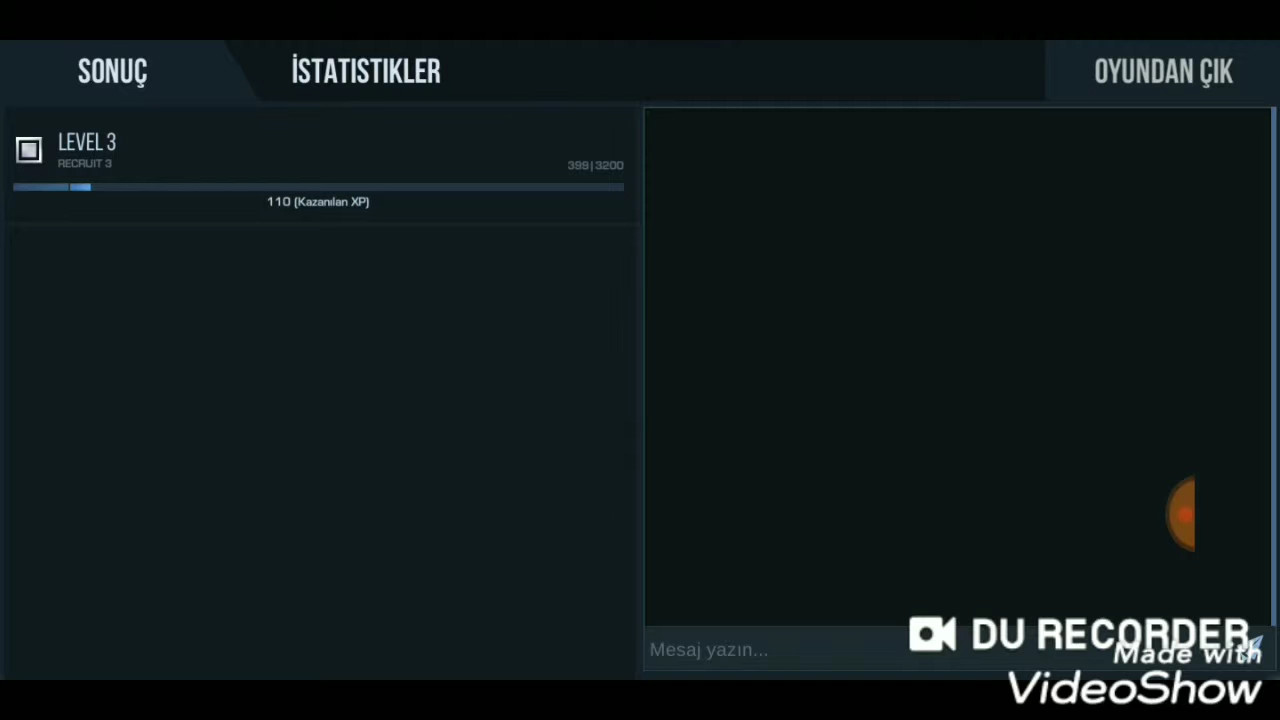 SONUÇ
İSTATISTIKLER
OYUNDAN ÇIK
LEVEL 3
RECRUIT 3
399|3200
110 (Kazanılan XP)
Mesaj yazın...
DU RECORDER
Made with
VideoShow